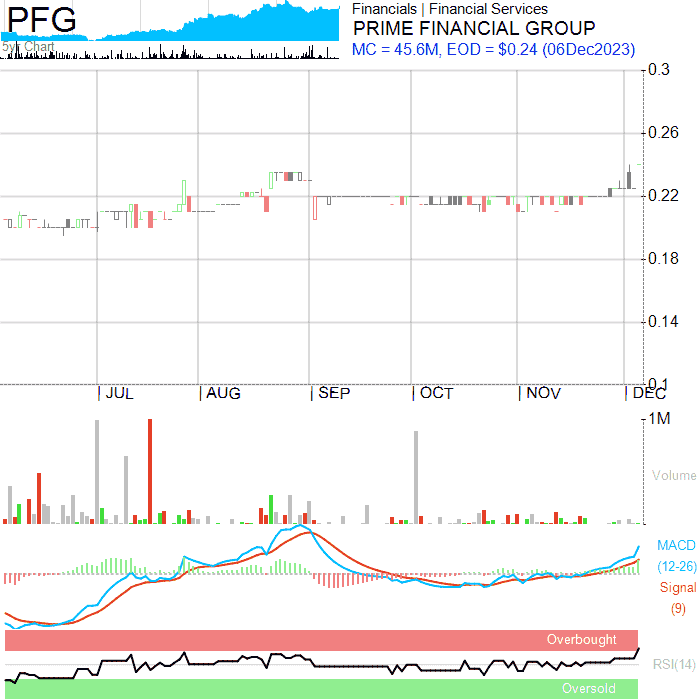 PFG
5yr Chart
Financials | Financial Services
PRIME FINANCIAL GROUP
MC = 45.6M, EOD = $0.24 (06Dec2023)
0.3
0.26
0.22
0.18
0.14
0.1
| JUL | AUG | SEP | OCT | NOV | DEC
1M
Volume
MACD
(12-26)
Signal
(9)
Overbought
RSI(14)
Oversold